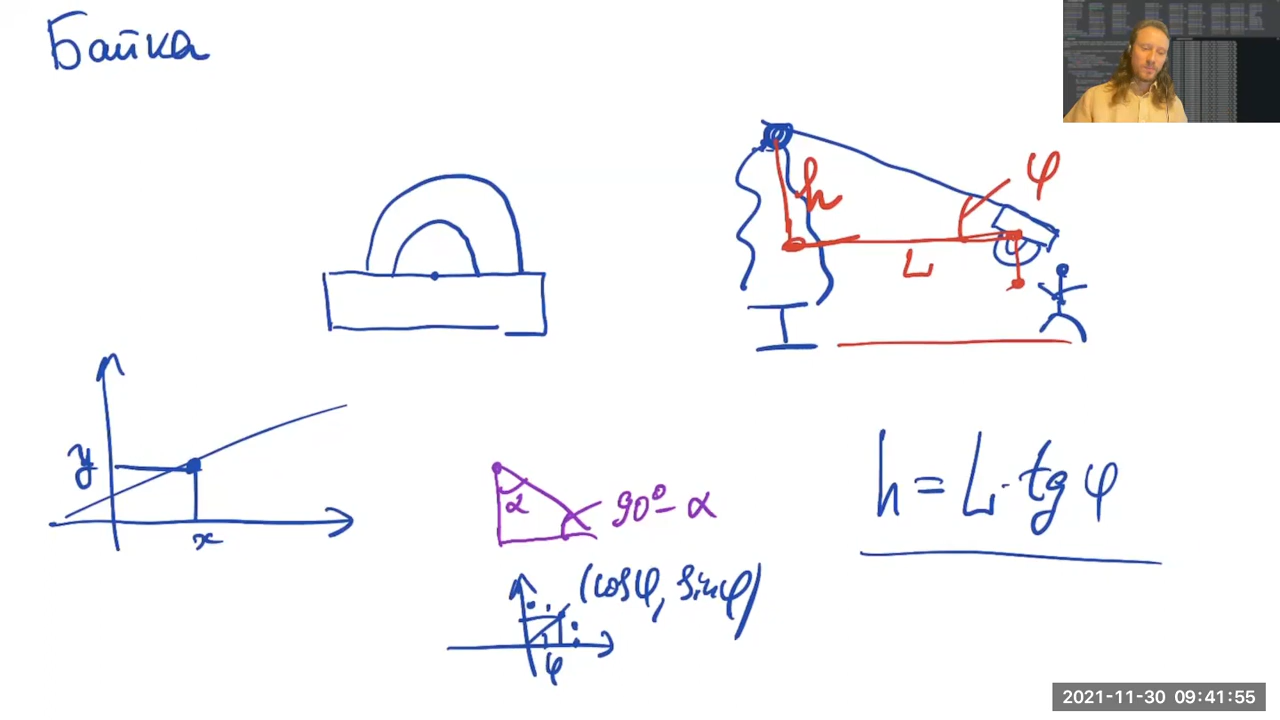 Байка
h
φ
L
y
x
α
90° - α
h = L · tg φ
(cosφ, sinφ)
φ
2021-11-30 09:41:55